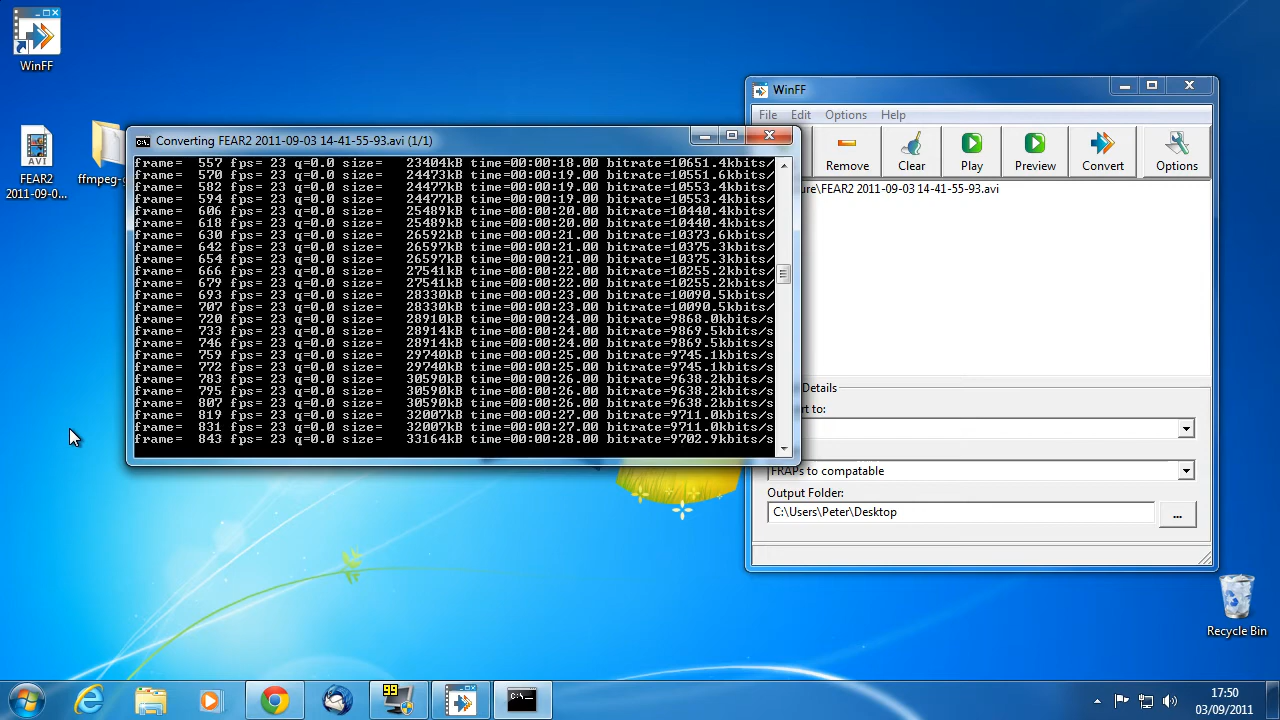 WinFF
FEAR2
2011-09-0...
ffmpeg-
Converting FEAR2 2011-09-03 14-41-55-93.avi (1/1)
frame= 557 fps= 23 q=0.0 size= 23404kB time=00:00:18.00 bitrate=10651.4kbits/
frame= 570 fps= 23 q=0.0 size= 24473kB time=00:00:19.00 bitrate=10551.6kbits/
frame= 582 fps= 23 q=0.0 size= 24477kB time=00:00:19.00 bitrate=10553.4kbits/
frame= 594 fps= 23 q=0.0 size= 24477kB time=00:00:19.00 bitrate=10553.4kbits/
frame= 606 fps= 23 q=0.0 size= 25489kB time=00:00:20.00 bitrate=10440.4kbits/
frame= 618 fps= 23 q=0.0 size= 25489kB time=00:00:20.00 bitrate=10440.4kbits/
frame= 630 fps= 23 q=0.0 size= 26592kB time=00:00:21.00 bitrate=10373.6kbits/
frame= 642 fps= 23 q=0.0 size= 26597kB time=00:00:21.00 bitrate=10375.3kbits/
frame= 654 fps= 23 q=0.0 size= 26597kB time=00:00:21.00 bitrate=10375.3kbits/
frame= 666 fps= 23 q=0.0 size= 27541kB time=00:00:22.00 bitrate=10255.2kbits/
frame= 679 fps= 23 q=0.0 size= 27541kB time=00:00:22.00 bitrate=10255.2kbits/
frame= 693 fps= 23 q=0.0 size= 28330kB time=00:00:23.00 bitrate=10090.5kbits/
frame= 707 fps= 23 q=0.0 size= 28330kB time=00:00:23.00 bitrate=10090.5kbits/
frame= 720 fps= 23 q=0.0 size= 28910kB time=00:00:24.00 bitrate=9868.0kbits/s
frame= 733 fps= 23 q=0.0 size= 28914kB time=00:00:24.00 bitrate=9869.5kbits/s
frame= 746 fps= 23 q=0.0 size= 28914kB time=00:00:24.00 bitrate=9869.5kbits/s
frame= 759 fps= 23 q=0.0 size= 29740kB time=00:00:25.00 bitrate=9745.1kbits/s
frame= 772 fps= 23 q=0.0 size= 29740kB time=00:00:25.00 bitrate=9745.1kbits/s
frame= 783 fps= 23 q=0.0 size= 30590kB time=00:00:26.00 bitrate=9638.2kbits/s
frame= 795 fps= 23 q=0.0 size= 30590kB time=00:00:26.00 bitrate=9638.2kbits/s
frame= 807 fps= 23 q=0.0 size= 30590kB time=00:00:26.00 bitrate=9638.2kbits/s
frame= 819 fps= 23 q=0.0 size= 32007kB time=00:00:27.00 bitrate=9711.0kbits/s
frame= 831 fps= 23 q=0.0 size= 32007kB time=00:00:27.00 bitrate=9711.0kbits/s
frame= 843 fps= 23 q=0.0 size= 33164kB time=00:00:28.00 bitrate=9702.9kbits/s
WinFF
File Edit Options Help
Remove Clear Play Preview Convert Options
ure\FEAR2 2011-09-03 14-41-55-93.avi
Details
rt to:
FRAPs to compatable
Output Folder:
C:\Users\Peter\Desktop
...
Recycle Bin
99
17:50
03/09/2011